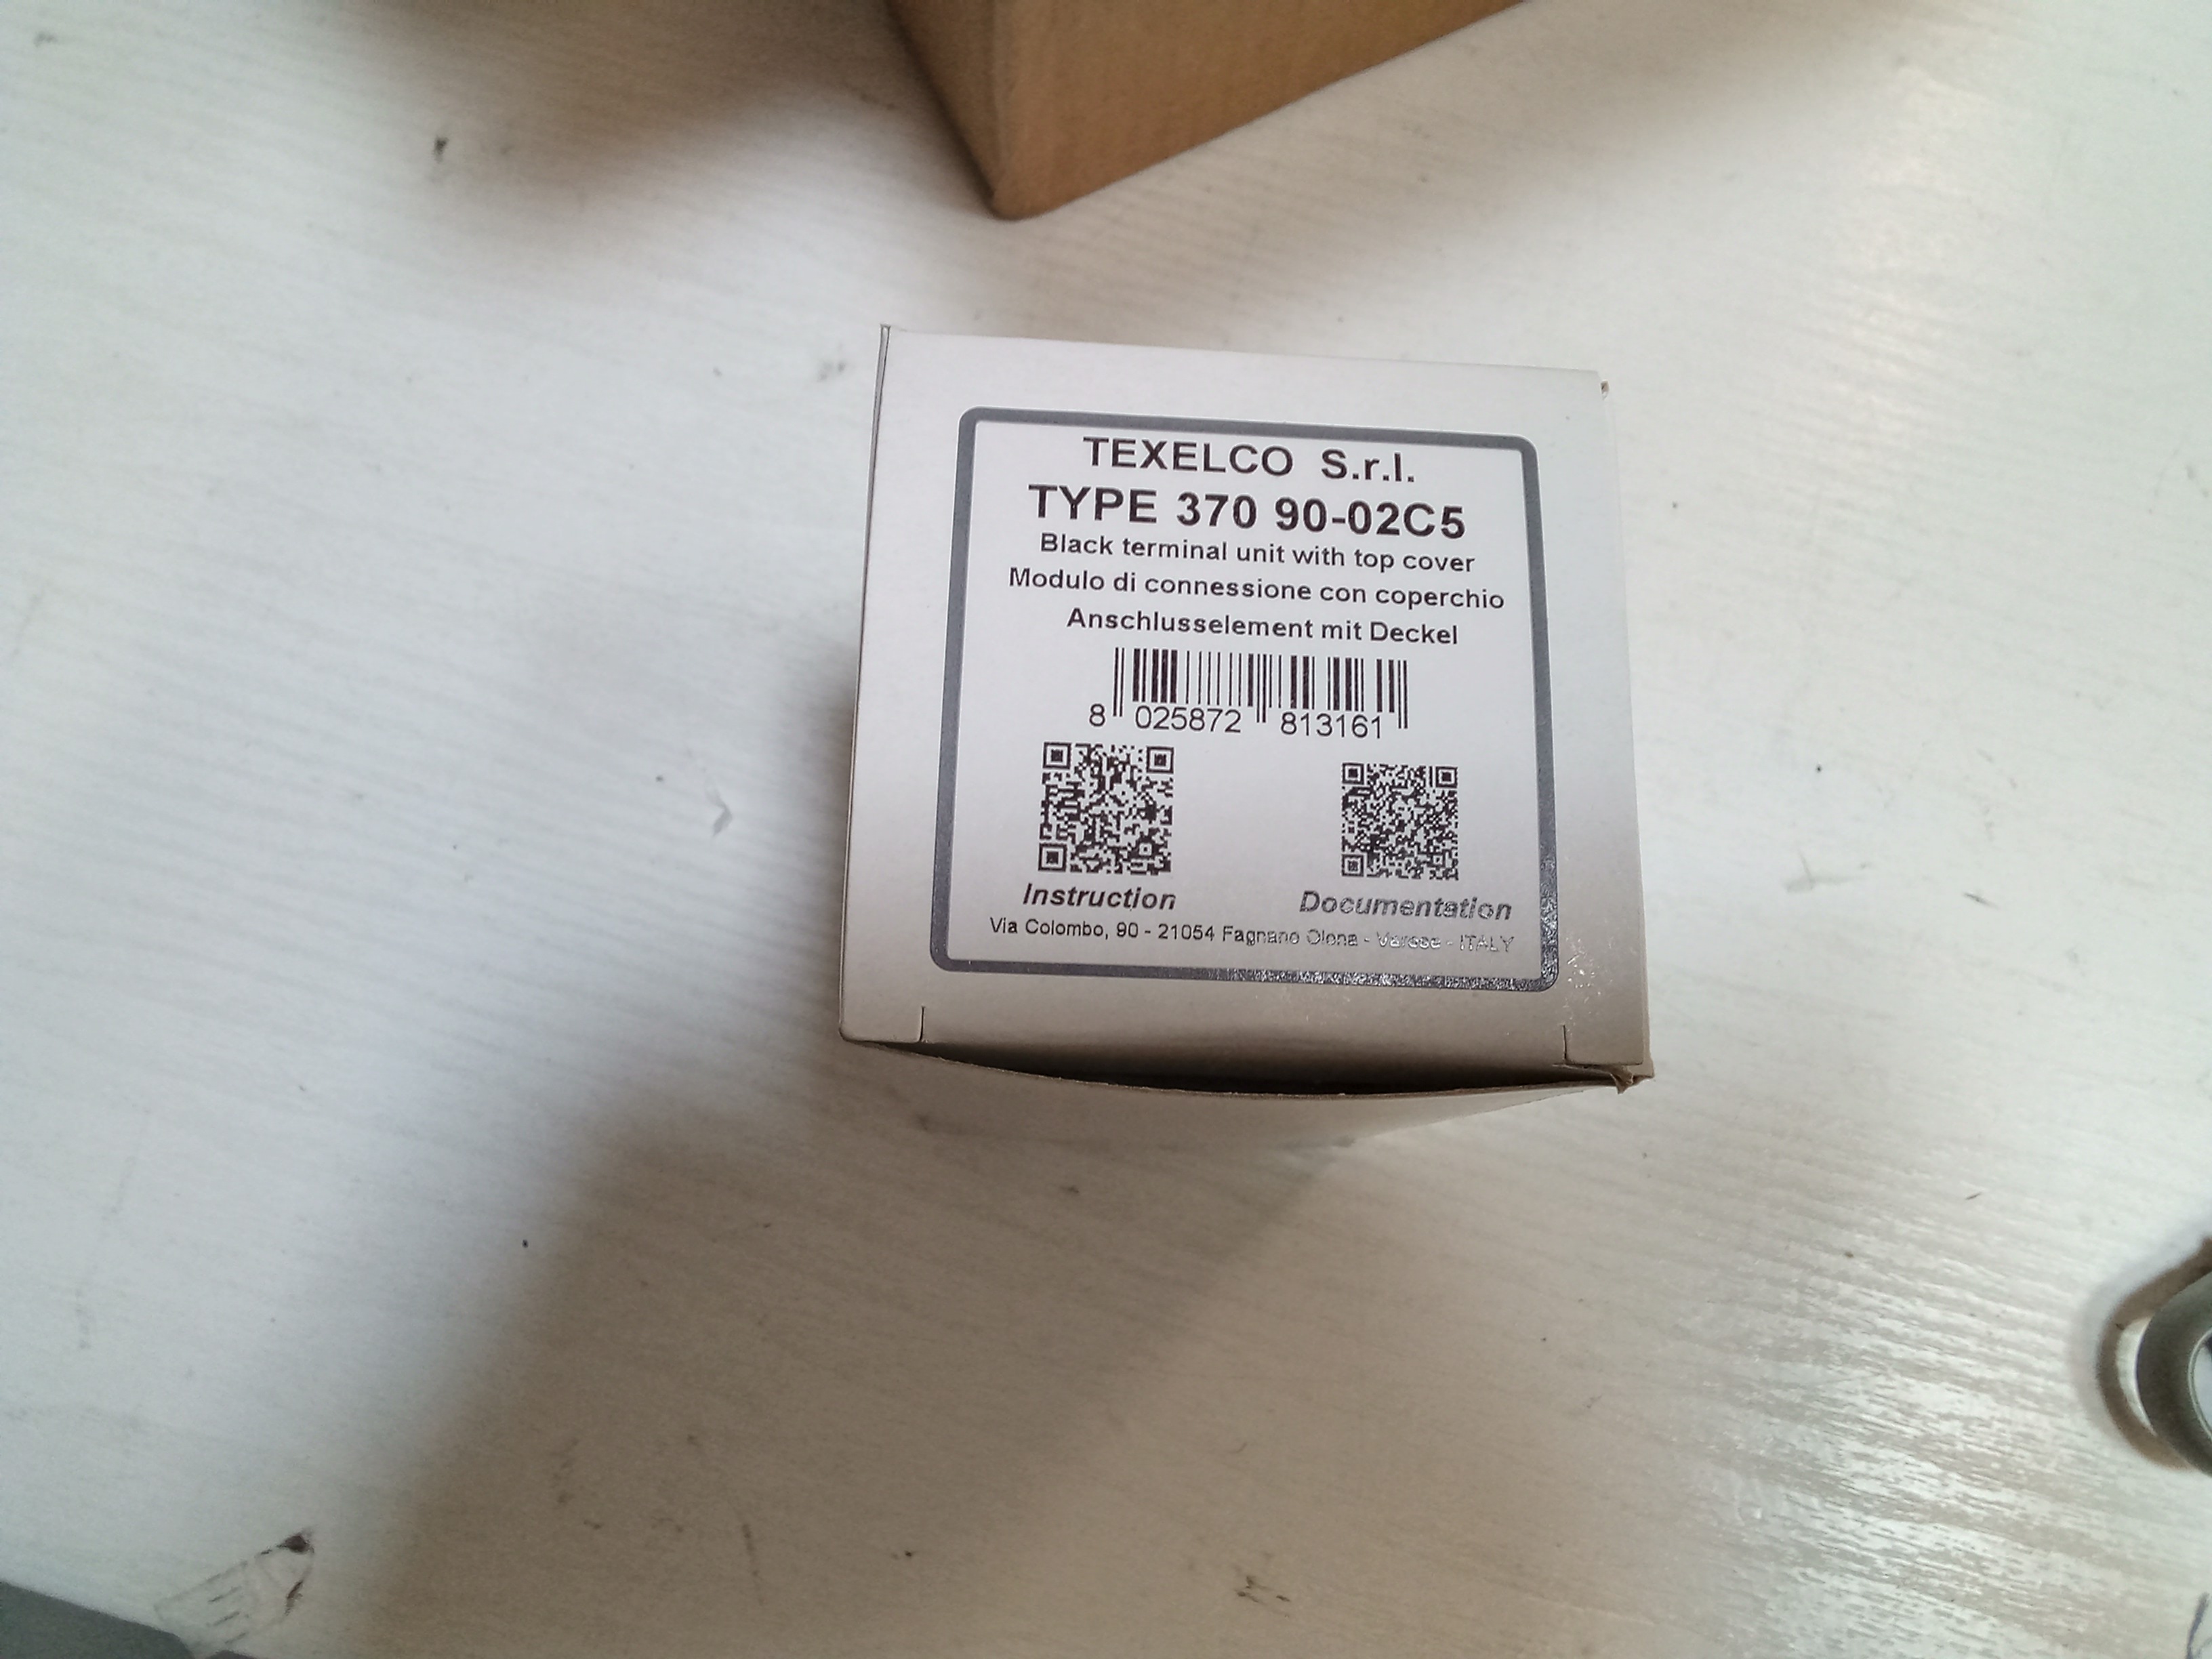 TEXELCO S.r.l.
TYPE 370 90-02C5
Black terminal unit with top cover
Modulo di connessione con coperchio
Anschlusselement mit Deckel
8 025872 813161
Instruction Documentation
Via Colombo, 90 - 21054 Fagnano Olona - Varese - ITALY